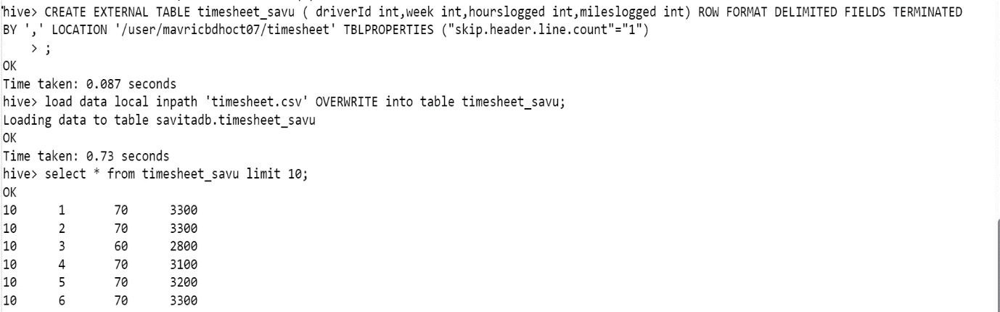 hive> CREATE EXTERNAL TABLE timesheet_savu ( driverId int,week int,hourslogged int,mileslogged int) ROW FORMAT DELIMITED FIELDS TERMINATED
BY ',' LOCATION '/user/mavricbdhoct07/timesheet' TBLPROPERTIES ("skip.header.line.count"="1")
    > ;
OK
Time taken: 0.087 seconds
hive> load data local inpath 'timesheet.csv' OVERWRITE into table timesheet_savu;
Loading data to table savitadb.timesheet_savu
OK
Time taken: 0.73 seconds
hive> select * from timesheet_savu limit 10;
OK
10      1       70      3300
10      2       70      3300
10      3       60      2800
10      4       70      3100
10      5       70      3200
10      6       70      3300